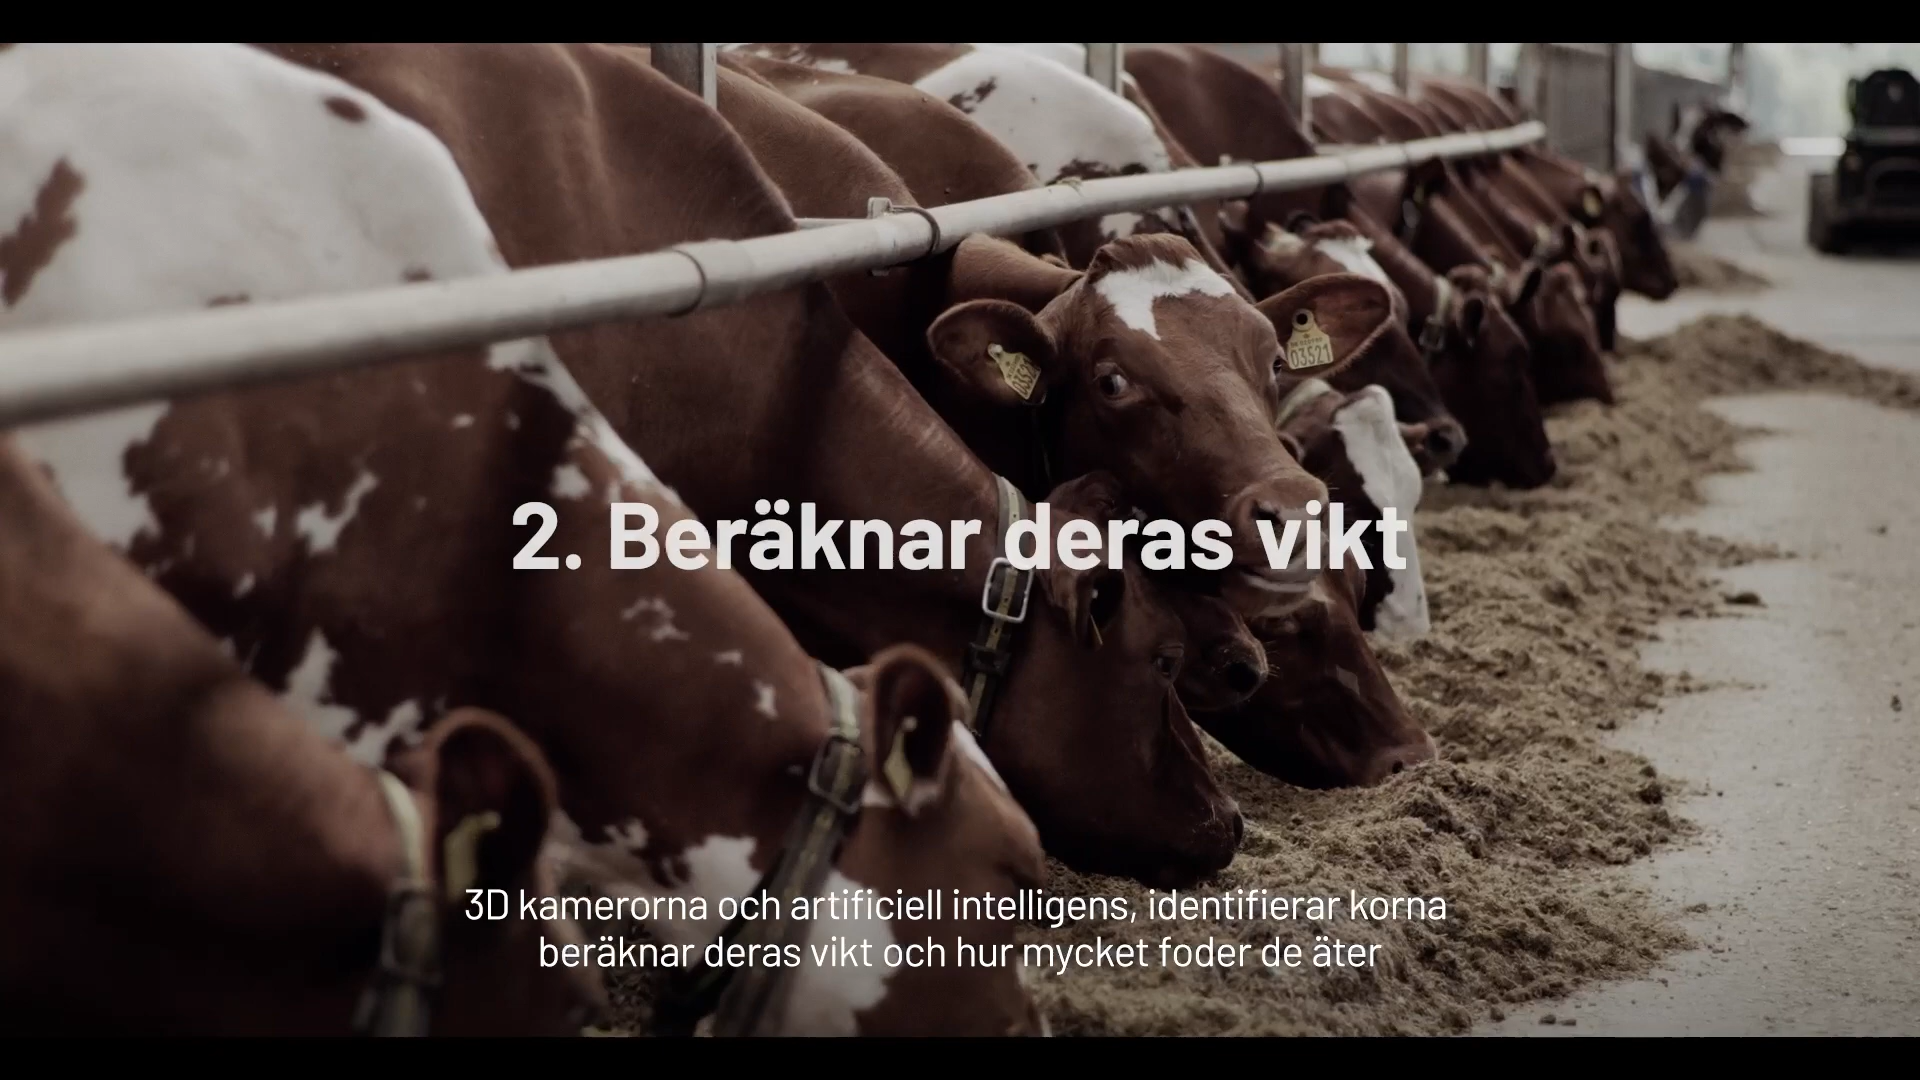 03521
2. Beräknar deras vikt
3D kamerorna och artificiell intelligens, identifierar korna
beräknar deras vikt och hur mycket foder de äter